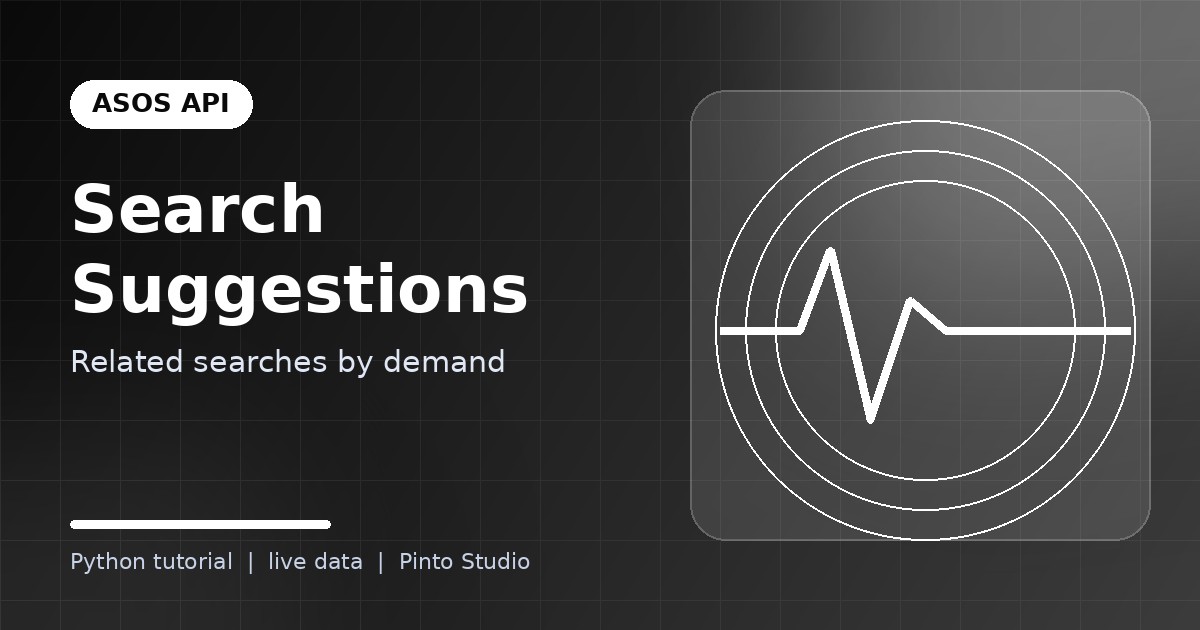 ASOS API
Search
Suggestions
Related searches by demand
Python tutorial | live data | Pinto Studio